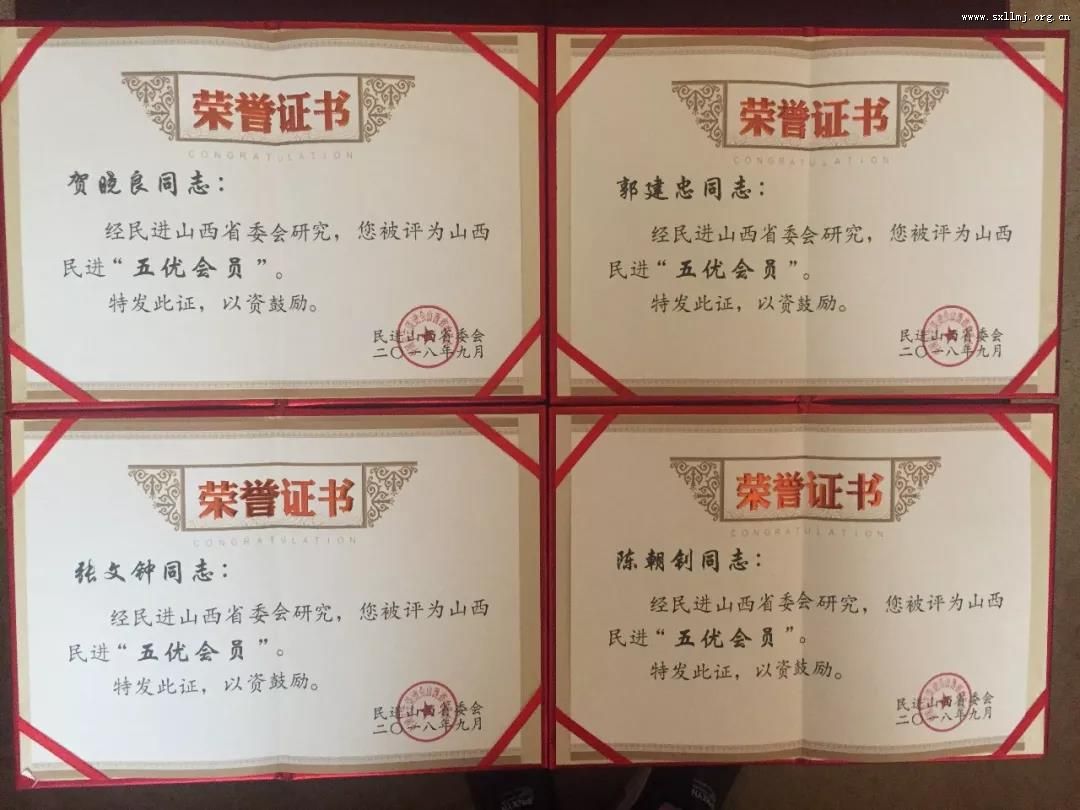 www.sxllmj.org.cn
荣誉证书
CONGRATULATION
贺晓良同志：
经民进山西省委会研究，您被评为山西
民进“五优会员”。
特发此证，以资鼓励。
民进山西省委会
二〇一八年九月
荣誉证书
CONGRATULATION
郭建忠同志：
经民进山西省委会研究，您被评为山西
民进“五优会员”。
特发此证，以资鼓励。
民进山西省委会
二〇一八年九月
荣誉证书
CONGRATULATION
张文钟同志：
经民进山西省委会研究，您被评为山西
民进“五优会员”。
特发此证，以资鼓励。
民进山西省委会
二〇一八年九月
荣誉证书
CONGRATULATION
陈朝钊同志：
经民进山西省委会研究，您被评为山西
民进“五优会员”。
特发此证，以资鼓励。
民进山西省委会
二〇一八年九月